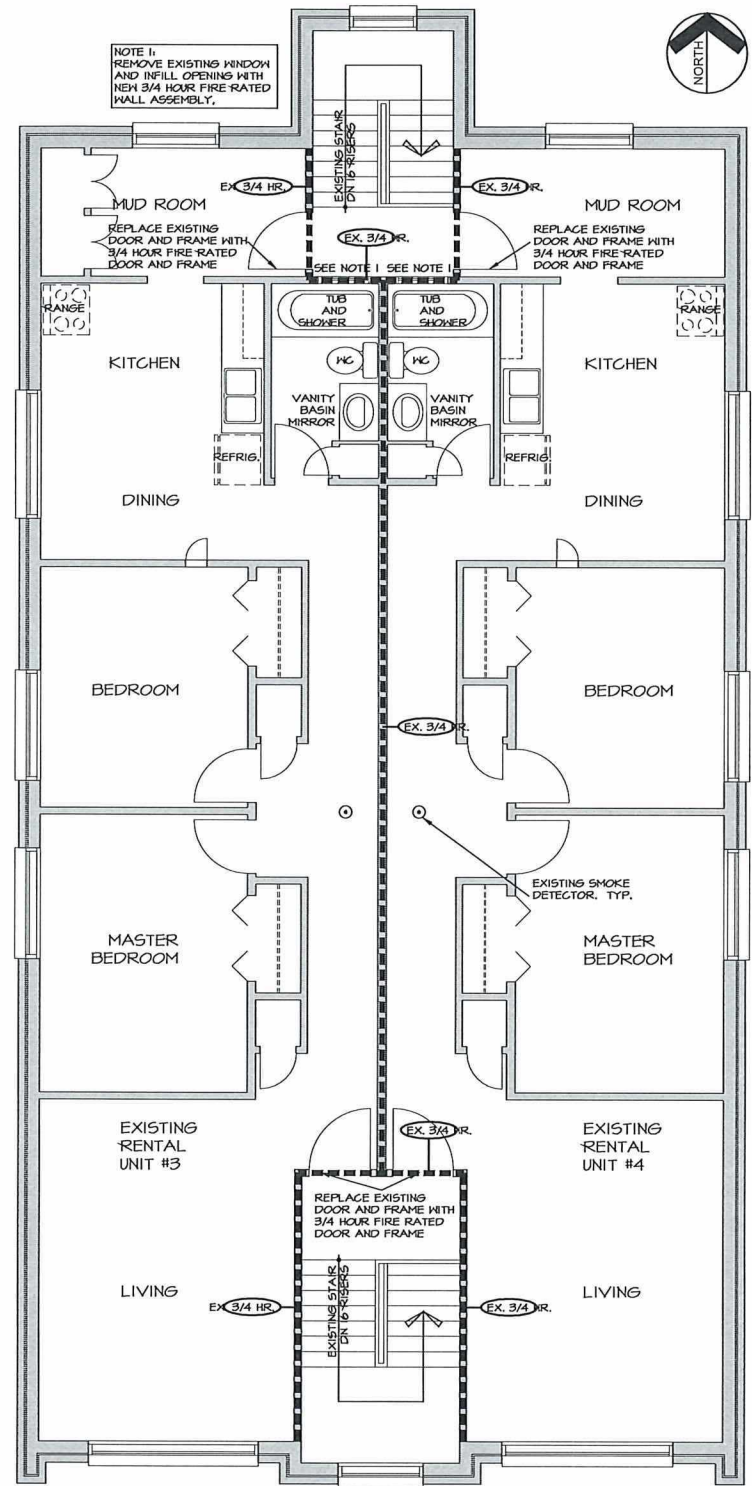 NOTE 1:
REMOVE EXISTING WINDOW
AND INFILL OPENING WITH
NEW 3/4 HOUR FIRE-RATED
WALL ASSEMBLY.
NORTH
EXISTING STAIR
DN 16 RISERS
EX. 3/4 HR.
EX. 3/4 HR.
MUD ROOM
MUD ROOM
REPLACE EXISTING
DOOR AND FRAME WITH
3/4 HOUR FIRE-RATED
DOOR AND FRAME
EX. 3/4 HR.
REPLACE EXISTING
DOOR AND FRAME WITH
3/4 HOUR FIRE-RATED
DOOR AND FRAME
SEE NOTE 1
SEE NOTE 1
RANGE
TUB
AND
SHOWER
TUB
AND
SHOWER
RANGE
KITCHEN
WC
WC
KITCHEN
VANITY
BASIN
MIRROR
VANITY
BASIN
MIRROR
REFRIG.
REFRIG.
DINING
DINING
BEDROOM
BEDROOM
EX. 3/4 HR.
EXISTING SMOKE
DETECTOR. TYP.
MASTER
BEDROOM
MASTER
BEDROOM
EXISTING
RENTAL
UNIT #3
EX. 3/4 HR.
EXISTING
RENTAL
UNIT #4
REPLACE EXISTING
DOOR AND FRAME WITH
3/4 HOUR FIRE RATED
DOOR AND FRAME
LIVING
EXISTING STAIR
DN 16 RISERS
LIVING
EX. 3/4 HR.
EX. 3/4 HR.